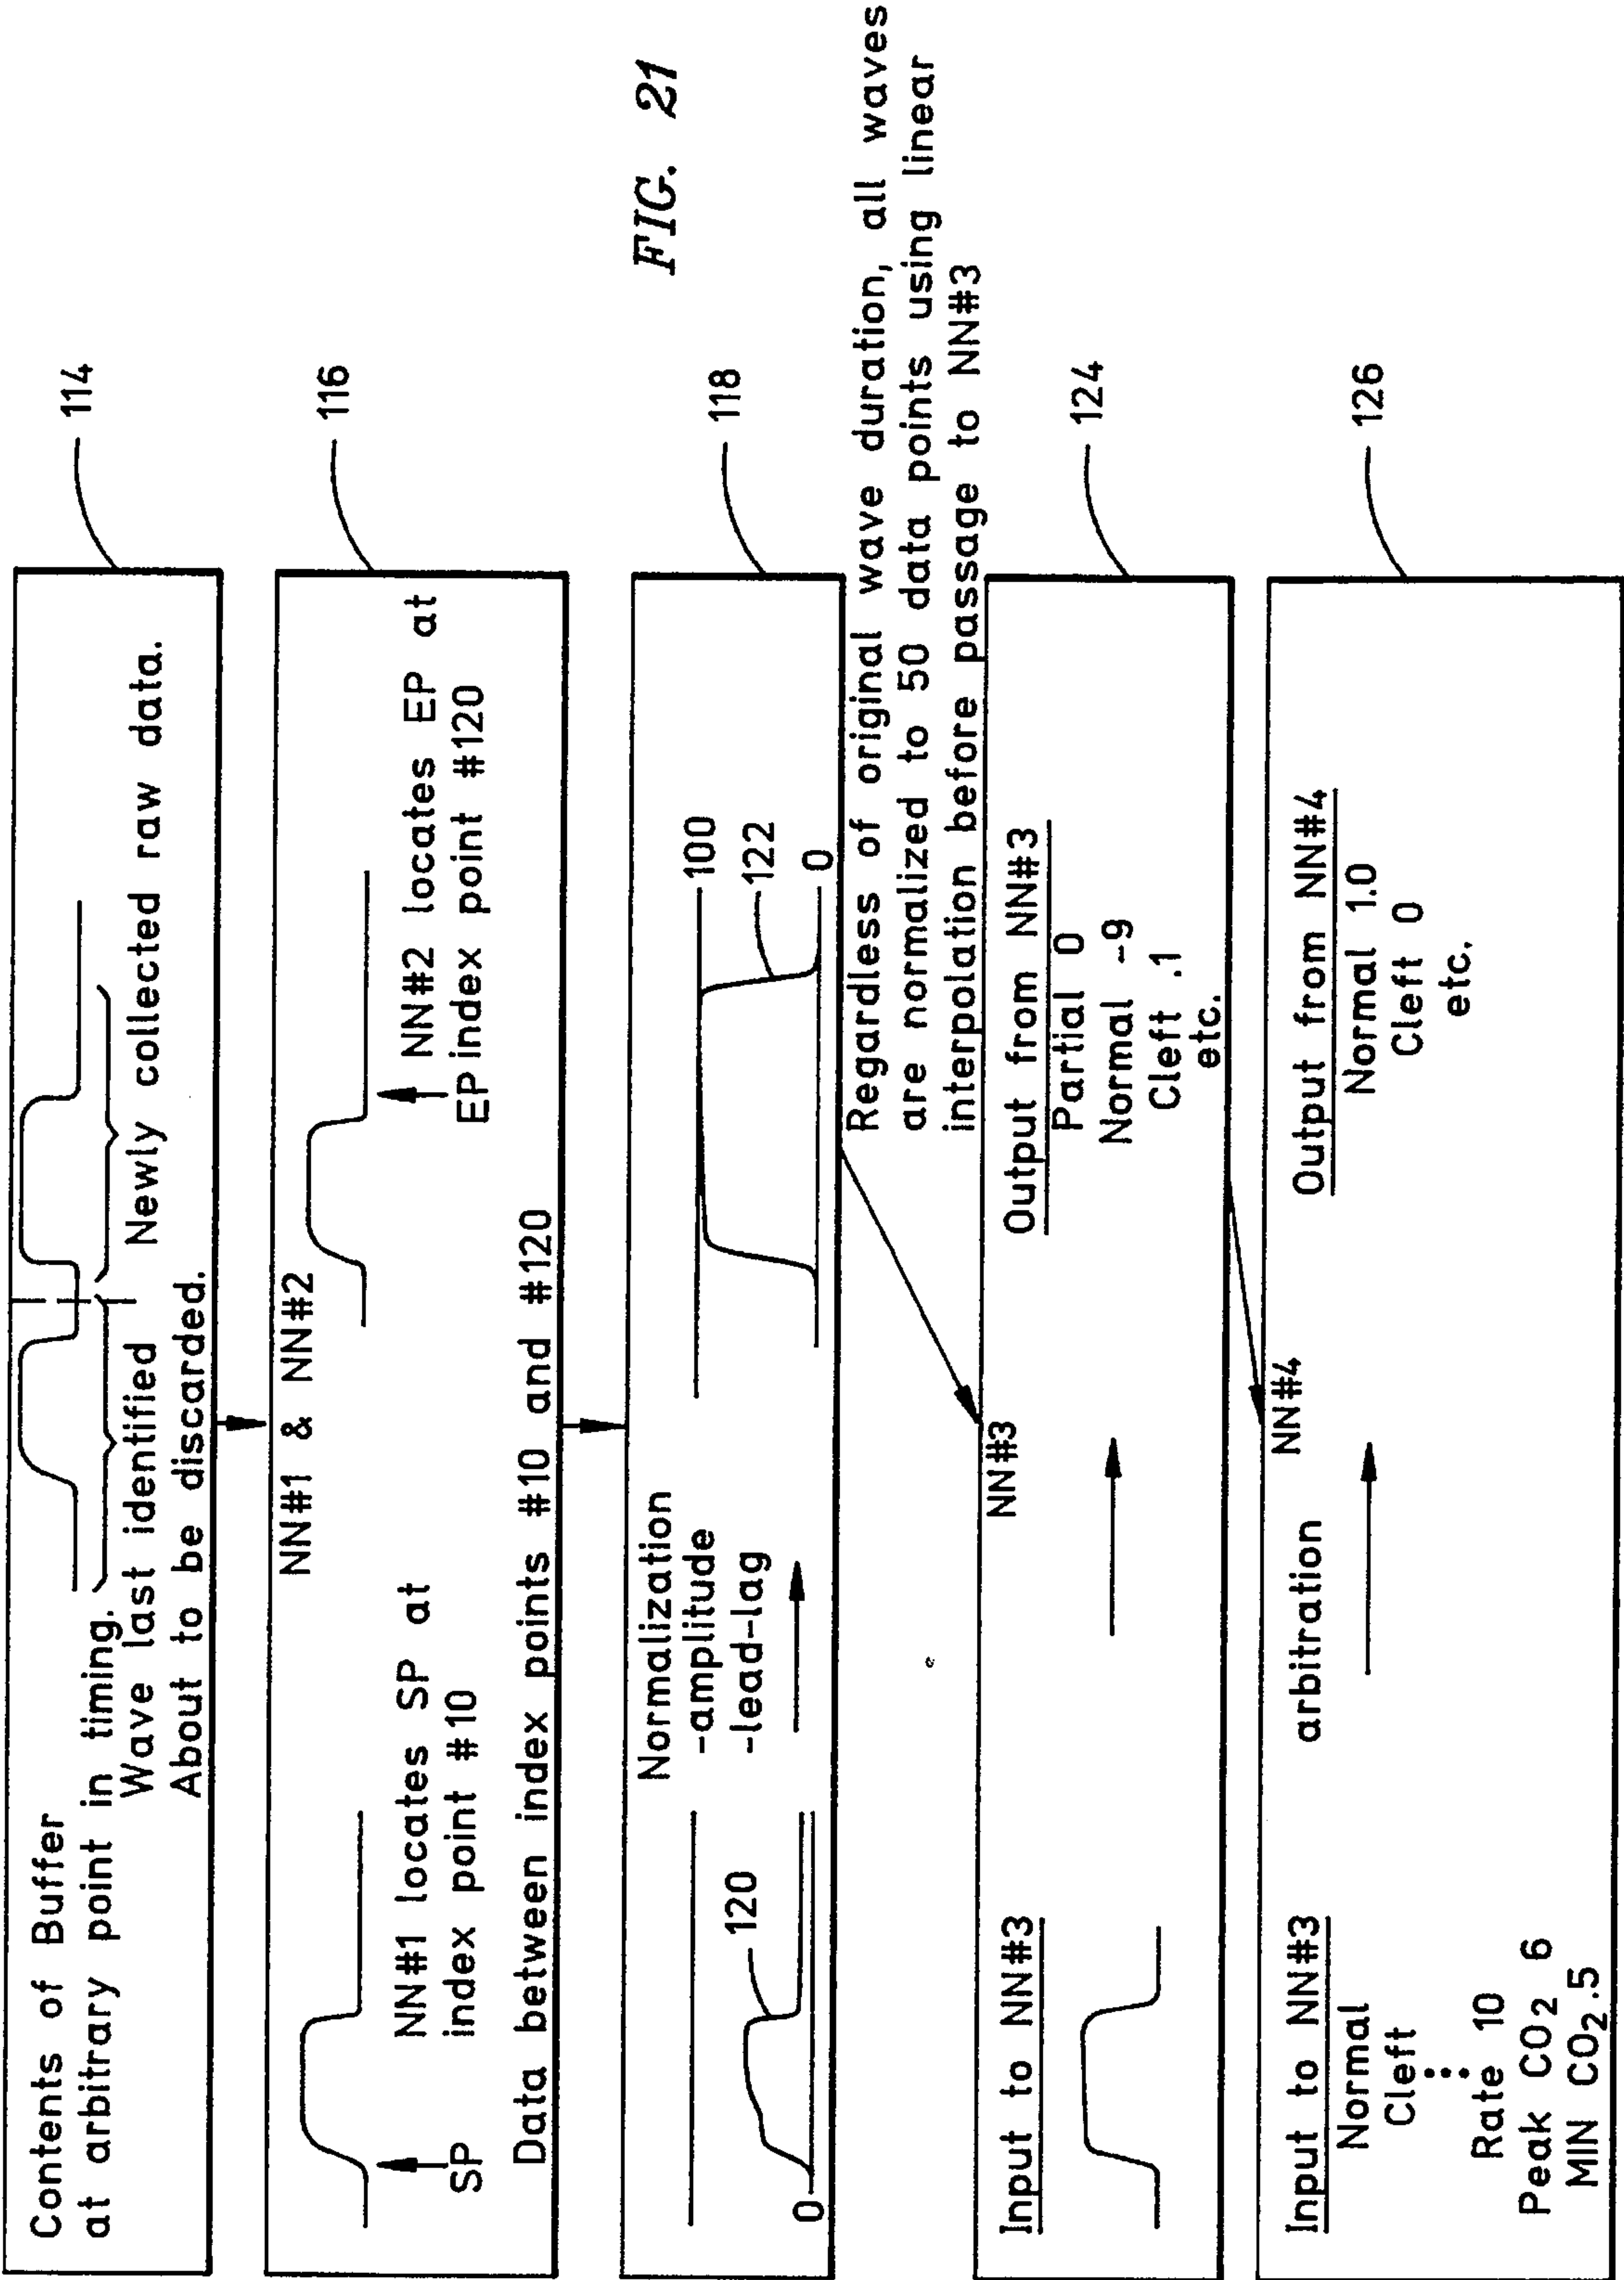 Contents of Buffer
at arbitrary point in timing.
Wave last identified
About to be discarded.
Newly collected raw data.
114
NN#1 & NN#2
SP
NN#1 locates SP at
index point #10
EP
NN#2 locates EP at
index point #120
Data between index points #10 and #120
116
FIG. 21
0
120
Normalization
-amplitude
-lead-lag
100
122
0
118
Regardless of original wave duration, all waves
are normalized to 50 data points using linear
interpolation before passage to NN#3
NN#3
Input to NN#3
Output from NN#3
Partial 0
Normal -9
Cleft .1
etc.
124
NN#4
Input to NN#3
Normal
Cleft
⋮
Rate 10
Peak CO2 6
MIN CO2.5
arbitration
Output from NN#4
Normal 1.0
Cleft 0
etc.
126